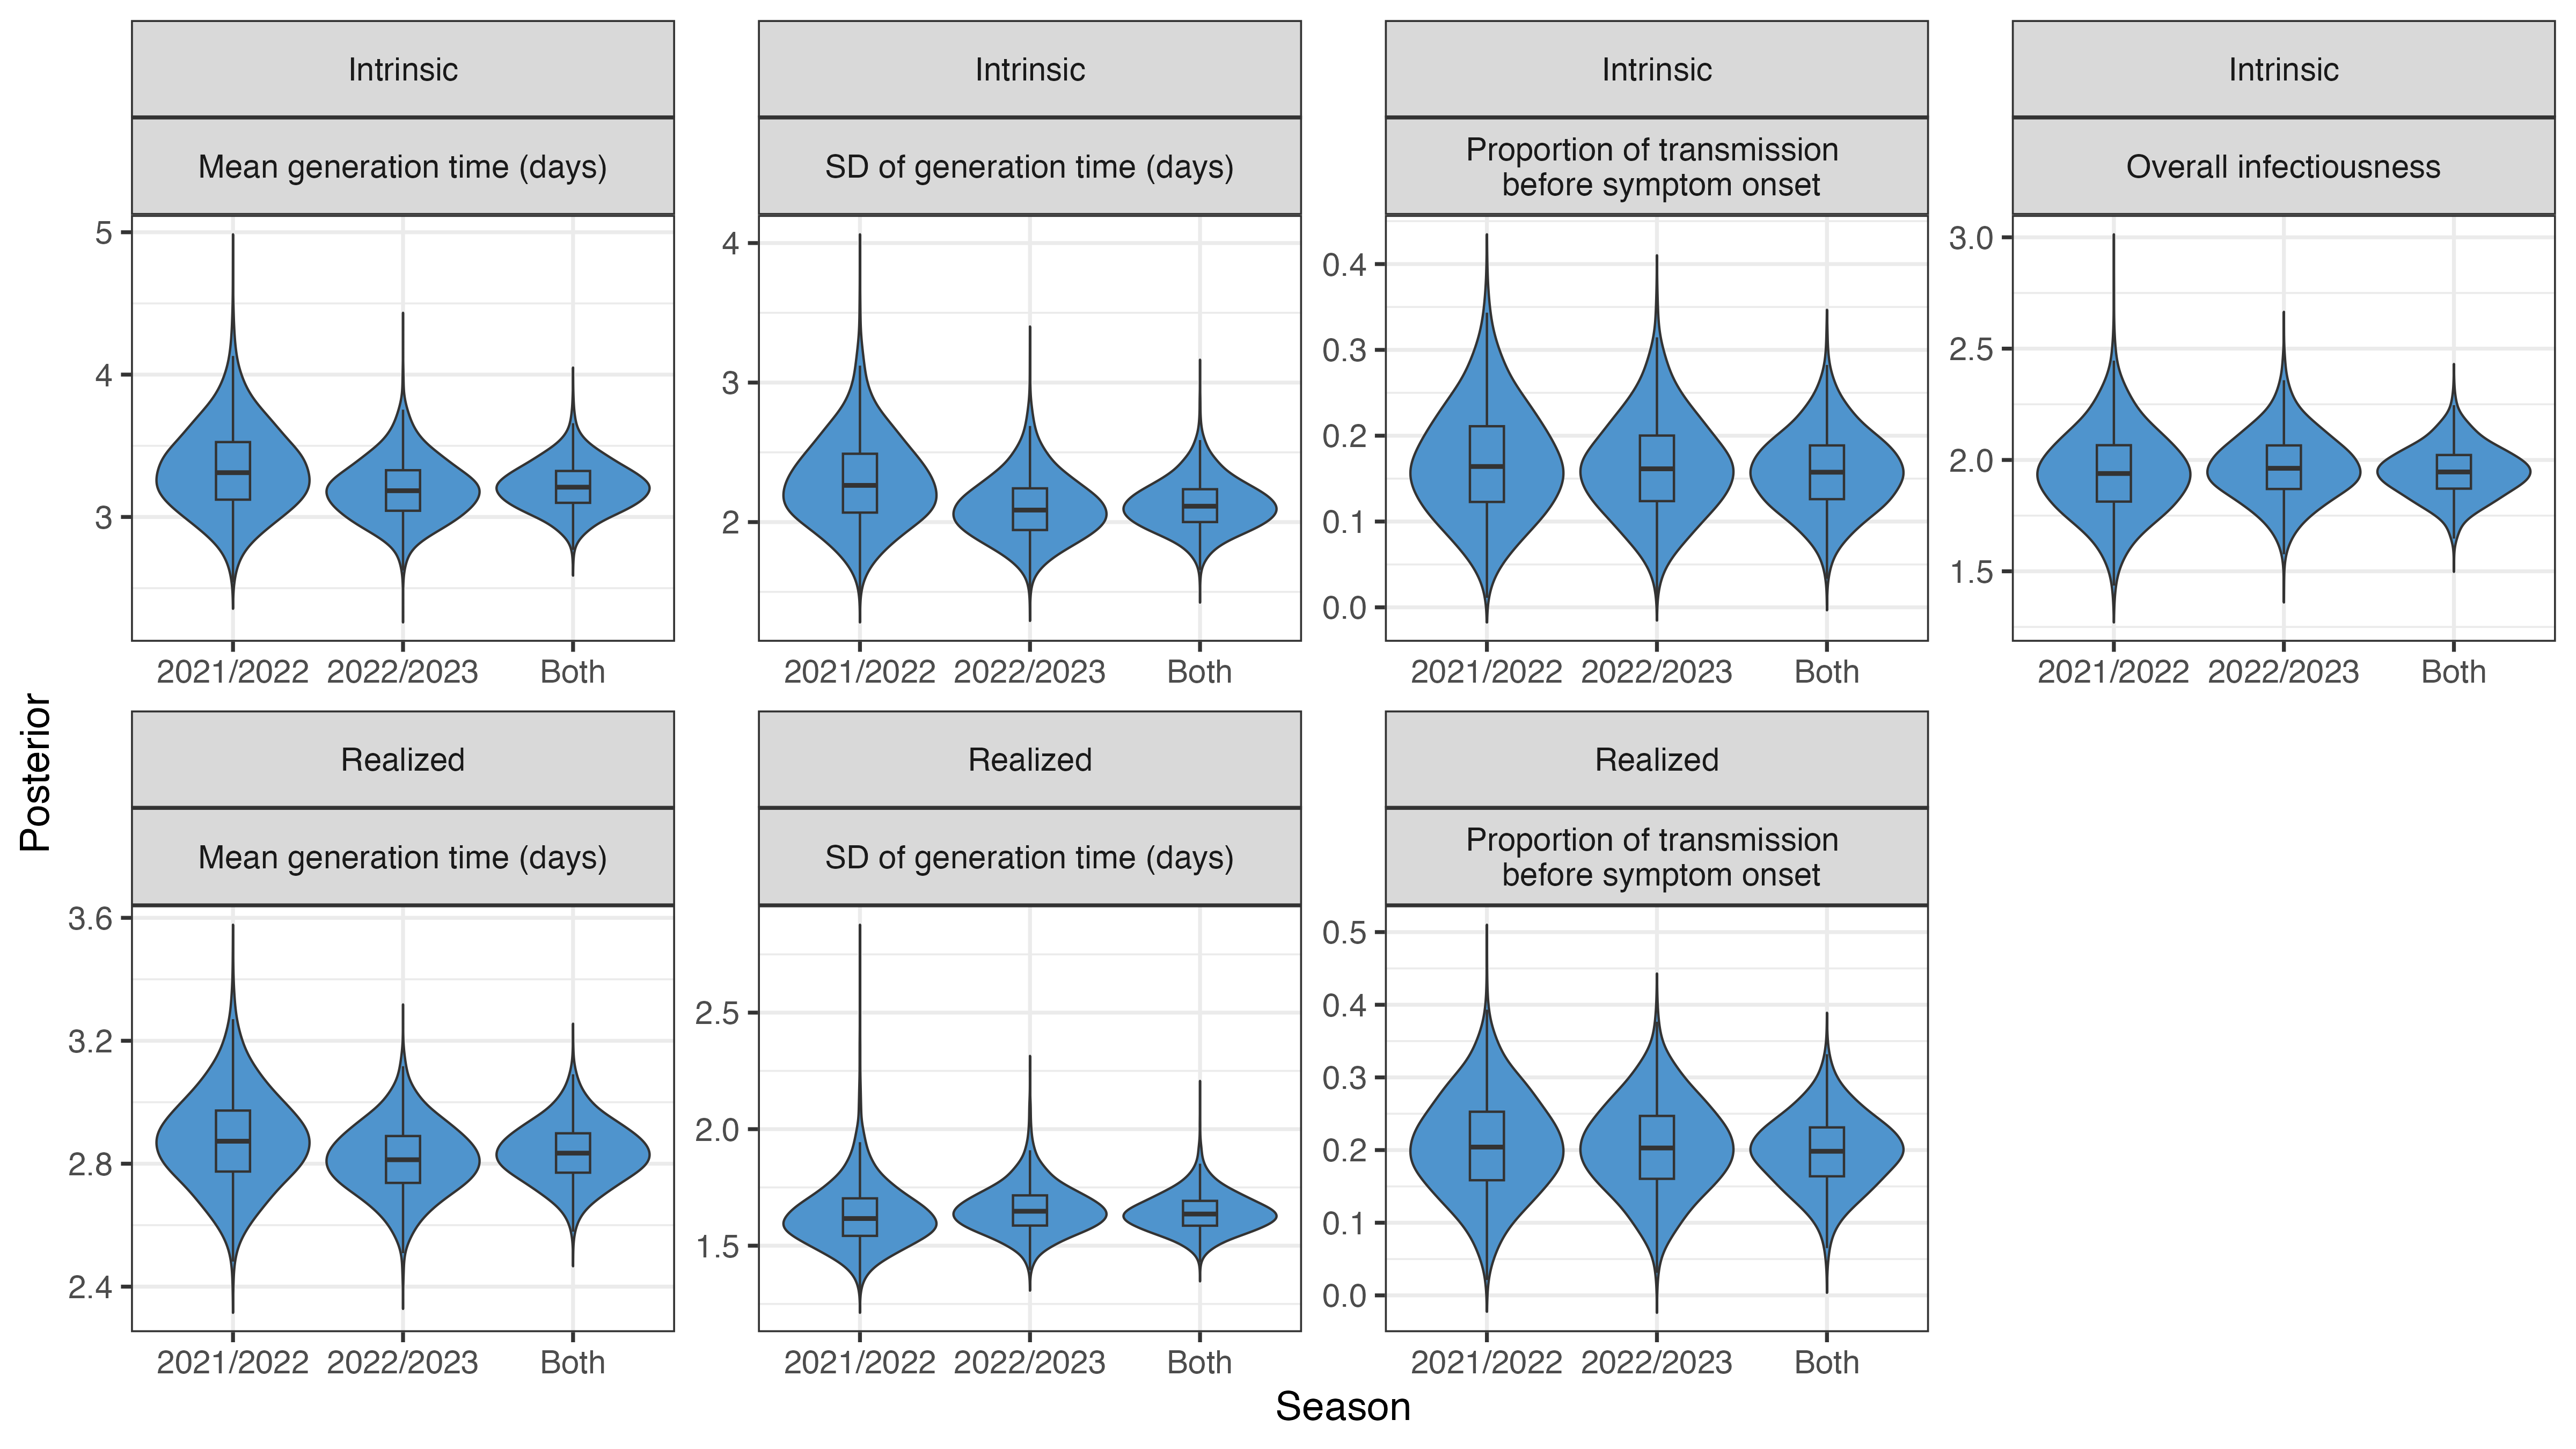 Intrinsic
Intrinsic
Intrinsic
Intrinsic
Mean generation time (days)
SD of generation time (days)
Proportion of transmission
before symptom onset
Overall infectiousness
5
4
3
4
3
2
0.4
0.3
0.2
0.1
0.0
3.0
2.5
2.0
1.5
2021/2022 2022/2023 Both
2021/2022 2022/2023 Both
2021/2022 2022/2023 Both
2021/2022 2022/2023 Both
Posterior
Realized
Realized
Realized
Mean generation time (days)
SD of generation time (days)
Proportion of transmission
before symptom onset
3.6
3.2
2.8
2.4
2.5
2.0
1.5
0.5
0.4
0.3
0.2
0.1
0.0
2021/2022 2022/2023 Both
2021/2022 2022/2023 Both
2021/2022 2022/2023 Both
Season